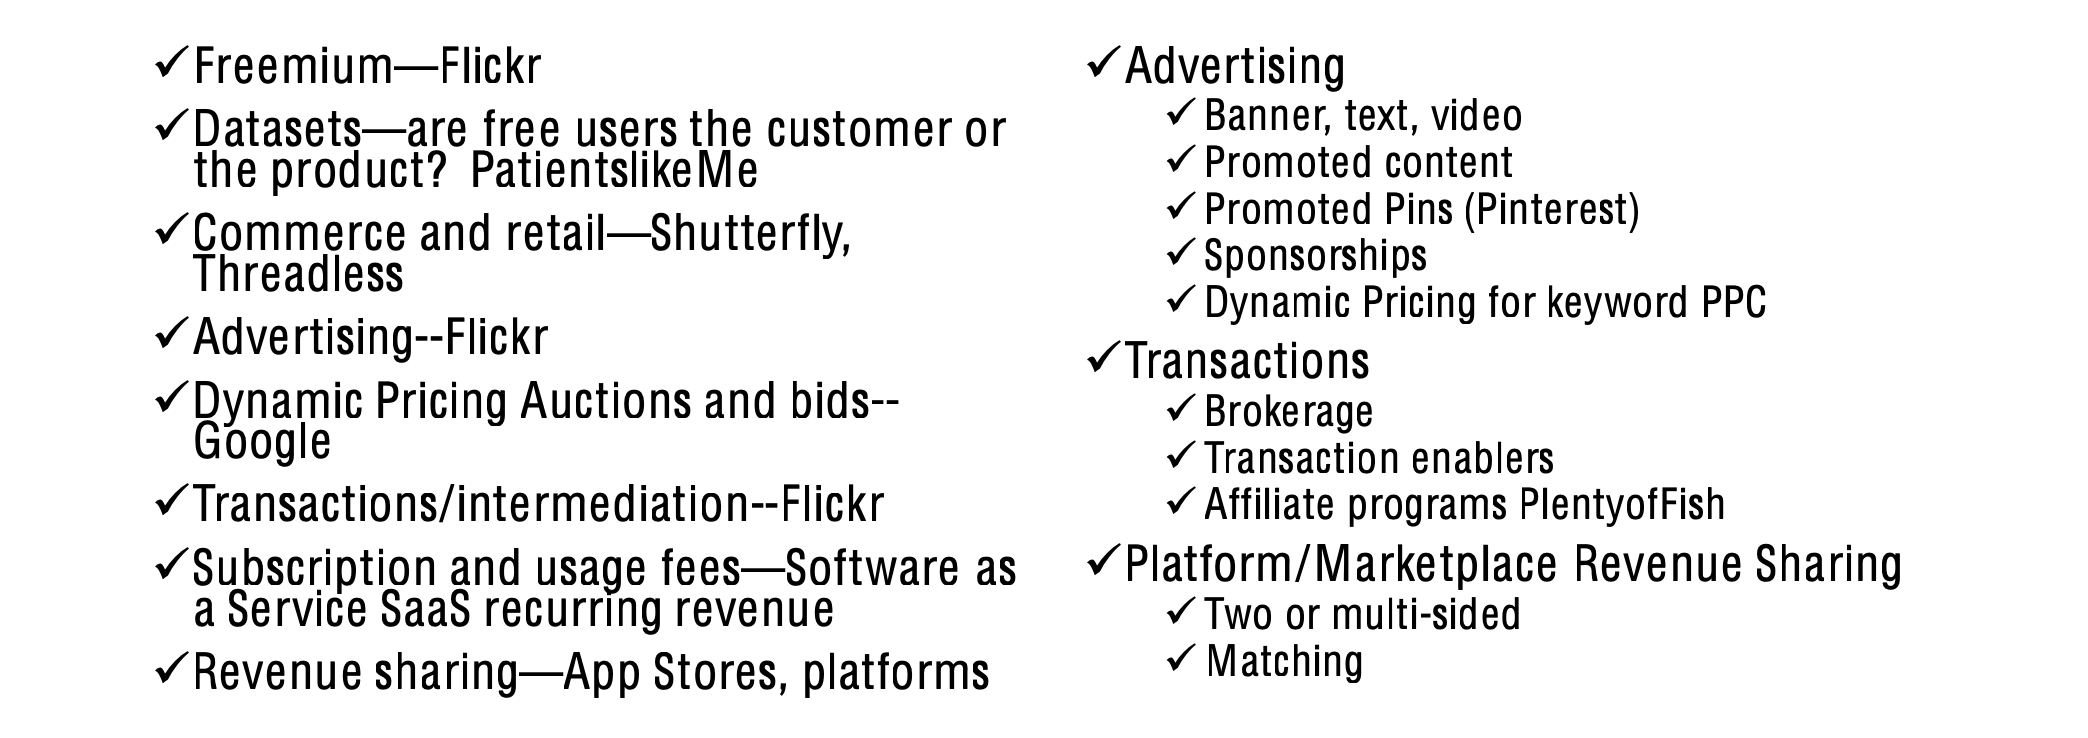 ✓Freemium—Flickr
✓Datasets—are free users the customer or
the product?  PatientslikeMe
✓Commerce and retail—Shutterfly,
Threadless
✓Advertising--Flickr
✓Dynamic Pricing Auctions and bids--
Google
✓Transactions/intermediation--Flickr
✓Subscription and usage fees—Software as
a Service SaaS recurring revenue
✓Revenue sharing—App Stores, platforms
✓Advertising
✓Banner, text, video
✓Promoted content
✓Promoted Pins (Pinterest)
✓Sponsorships
✓Dynamic Pricing for keyword PPC
✓Transactions
✓Brokerage
✓Transaction enablers
✓Affiliate programs PlentyofFish
✓Platform/Marketplace Revenue Sharing
✓Two or multi-sided
✓Matching